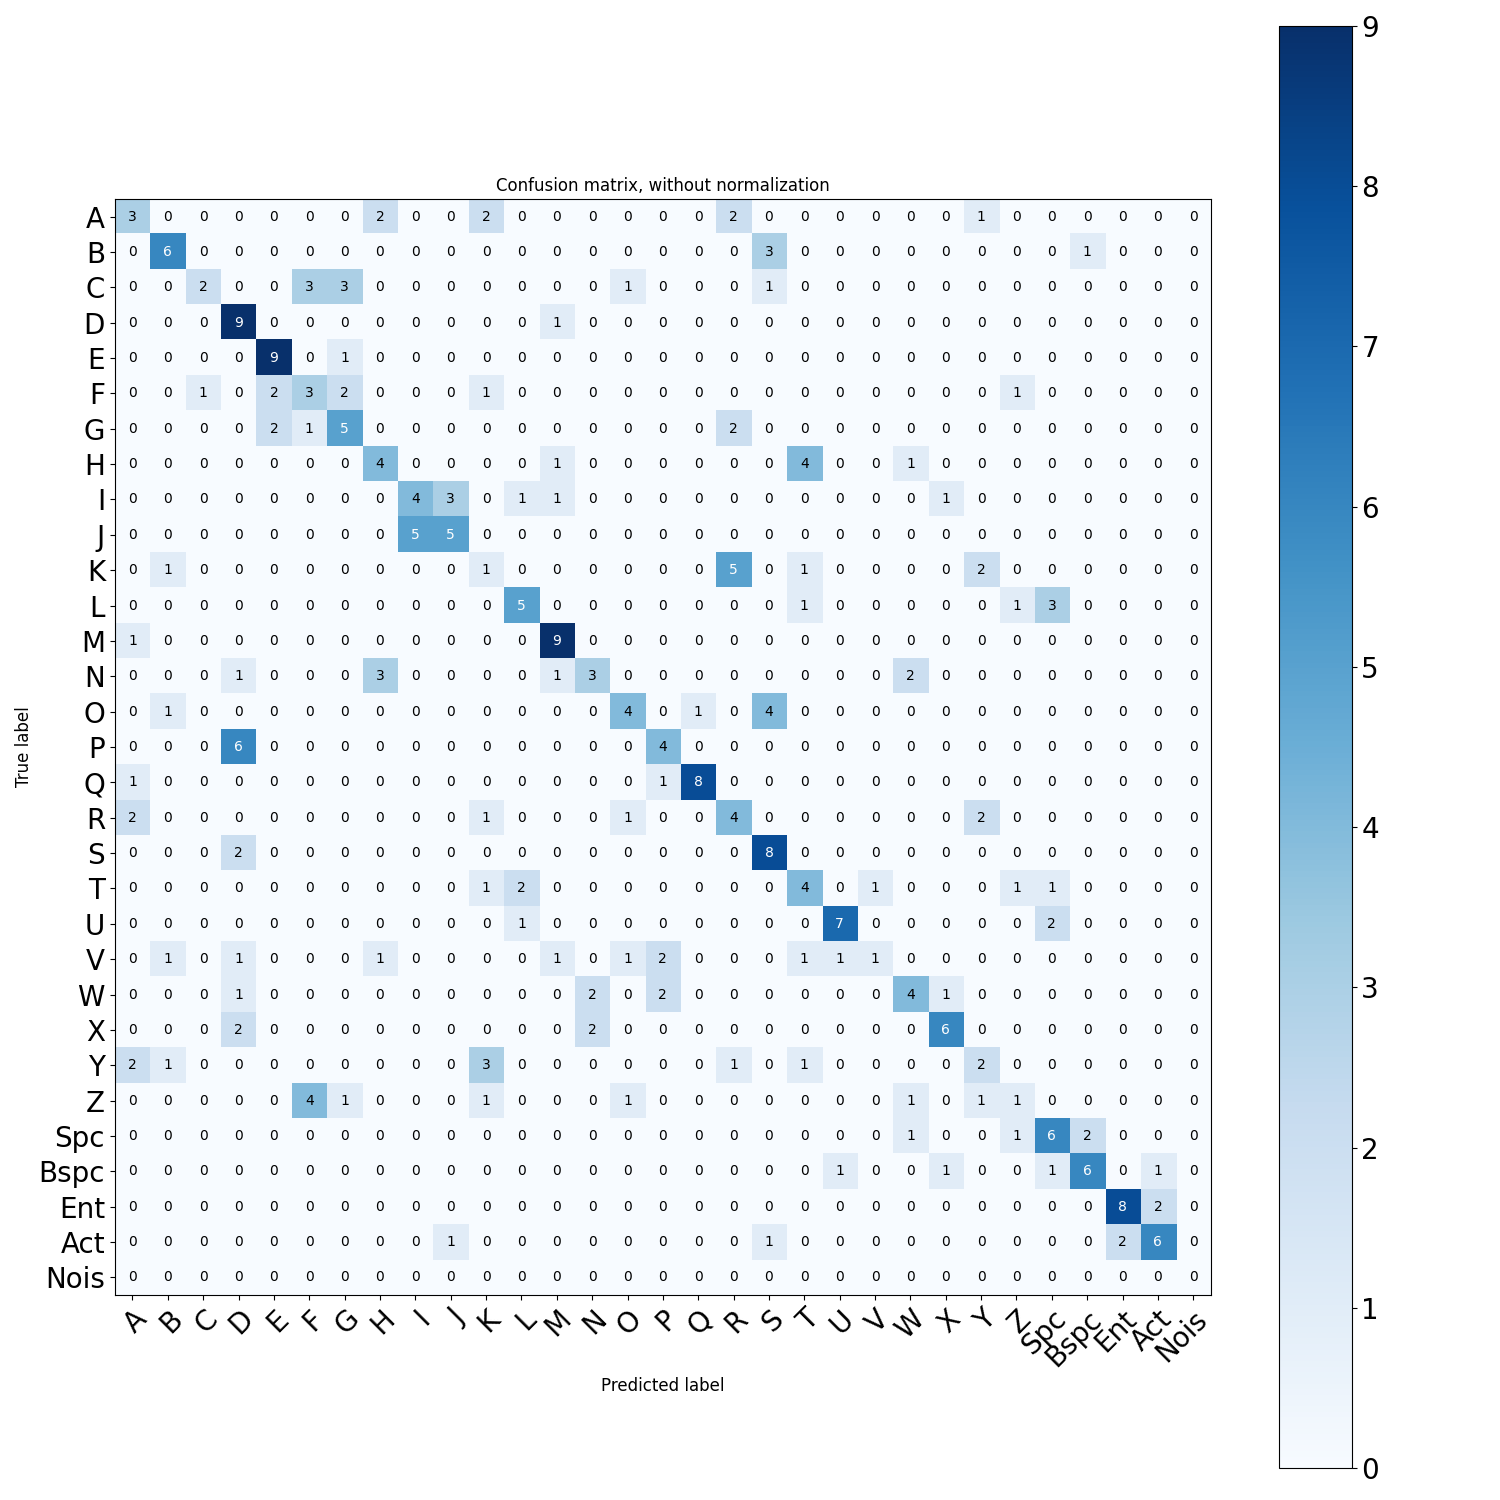 Confusion matrix, without normalization
A 3 0 0 0 0 0 0 2 0 0 2 0 0 0 0 0 0 2 0 0 0 0 0 0 1 0 0 0 0 0 0
B 0 6 0 0 0 0 0 0 0 0 0 0 0 0 0 0 0 0 3 0 0 0 0 0 0 0 0 1 0 0 0
C 0 0 2 0 0 3 3 0 0 0 0 0 0 0 1 0 0 0 1 0 0 0 0 0 0 0 0 0 0 0 0
D 0 0 0 9 0 0 0 0 0 0 0 0 1 0 0 0 0 0 0 0 0 0 0 0 0 0 0 0 0 0 0
E 0 0 0 0 9 0 1 0 0 0 0 0 0 0 0 0 0 0 0 0 0 0 0 0 0 0 0 0 0 0 0
F 0 0 1 0 2 3 2 0 0 0 1 0 0 0 0 0 0 0 0 0 0 0 0 0 0 1 0 0 0 0 0
G 0 0 0 0 2 1 5 0 0 0 0 0 0 0 0 0 0 2 0 0 0 0 0 0 0 0 0 0 0 0 0
H 0 0 0 0 0 0 0 4 0 0 0 0 1 0 0 0 0 0 0 4 0 0 1 0 0 0 0 0 0 0 0
I 0 0 0 0 0 0 0 0 4 3 0 1 1 0 0 0 0 0 0 0 0 0 0 1 0 0 0 0 0 0 0
J 0 0 0 0 0 0 0 0 5 5 0 0 0 0 0 0 0 0 0 0 0 0 0 0 0 0 0 0 0 0 0
K 0 1 0 0 0 0 0 0 0 0 1 0 0 0 0 0 0 5 0 1 0 0 0 0 2 0 0 0 0 0 0
L 0 0 0 0 0 0 0 0 0 0 0 5 0 0 0 0 0 0 0 1 0 0 0 0 0 1 3 0 0 0 0
M 1 0 0 0 0 0 0 0 0 0 0 0 9 0 0 0 0 0 0 0 0 0 0 0 0 0 0 0 0 0 0
N 0 0 0 1 0 0 0 3 0 0 0 0 1 3 0 0 0 0 0 0 0 0 2 0 0 0 0 0 0 0 0
O 0 1 0 0 0 0 0 0 0 0 0 0 0 0 4 0 1 0 4 0 0 0 0 0 0 0 0 0 0 0 0
P 0 0 0 6 0 0 0 0 0 0 0 0 0 0 0 4 0 0 0 0 0 0 0 0 0 0 0 0 0 0 0
Q 1 0 0 0 0 0 0 0 0 0 0 0 0 0 0 1 8 0 0 0 0 0 0 0 0 0 0 0 0 0 0
R 2 0 0 0 0 0 0 0 0 0 1 0 0 0 1 0 0 4 0 0 0 0 0 0 2 0 0 0 0 0 0
S 0 0 0 2 0 0 0 0 0 0 0 0 0 0 0 0 0 0 8 0 0 0 0 0 0 0 0 0 0 0 0
T 0 0 0 0 0 0 0 0 0 0 1 2 0 0 0 0 0 0 0 4 0 1 0 0 0 1 1 0 0 0 0
U 0 0 0 0 0 0 0 0 0 0 0 1 0 0 0 0 0 0 0 0 7 0 0 0 0 0 2 0 0 0 0
V 0 1 0 1 0 0 0 1 0 0 0 0 1 0 1 2 0 0 0 1 1 1 0 0 0 0 0 0 0 0 0
W 0 0 0 1 0 0 0 0 0 0 0 0 0 2 0 2 0 0 0 0 0 0 4 1 0 0 0 0 0 0 0
X 0 0 0 2 0 0 0 0 0 0 0 0 0 2 0 0 0 0 0 0 0 0 0 6 0 0 0 0 0 0 0
Y 2 1 0 0 0 0 0 0 0 0 3 0 0 0 0 0 0 1 0 1 0 0 0 0 2 0 0 0 0 0 0
Z 0 0 0 0 0 4 1 0 0 0 1 0 0 0 1 0 0 0 0 0 0 0 1 0 1 1 0 0 0 0 0
Spc 0 0 0 0 0 0 0 0 0 0 0 0 0 0 0 0 0 0 0 0 0 0 1 0 0 1 6 2 0 0 0
Bspc 0 0 0 0 0 0 0 0 0 0 0 0 0 0 0 0 0 0 0 0 1 0 0 1 0 0 1 6 0 1 0
Ent 0 0 0 0 0 0 0 0 0 0 0 0 0 0 0 0 0 0 0 0 0 0 0 0 0 0 0 0 8 2 0
Act 0 0 0 0 0 0 0 0 0 1 0 0 0 0 0 0 0 0 1 0 0 0 0 0 0 0 0 0 2 6 0
Nois 0 0 0 0 0 0 0 0 0 0 0 0 0 0 0 0 0 0 0 0 0 0 0 0 0 0 0 0 0 0 0
A B C D E F G H I J K L M N O P Q R S T U V W X Y Z Spc Bspc Ent Act Nois
Predicted label
True label
9
8
7
6
5
4
3
2
1
0